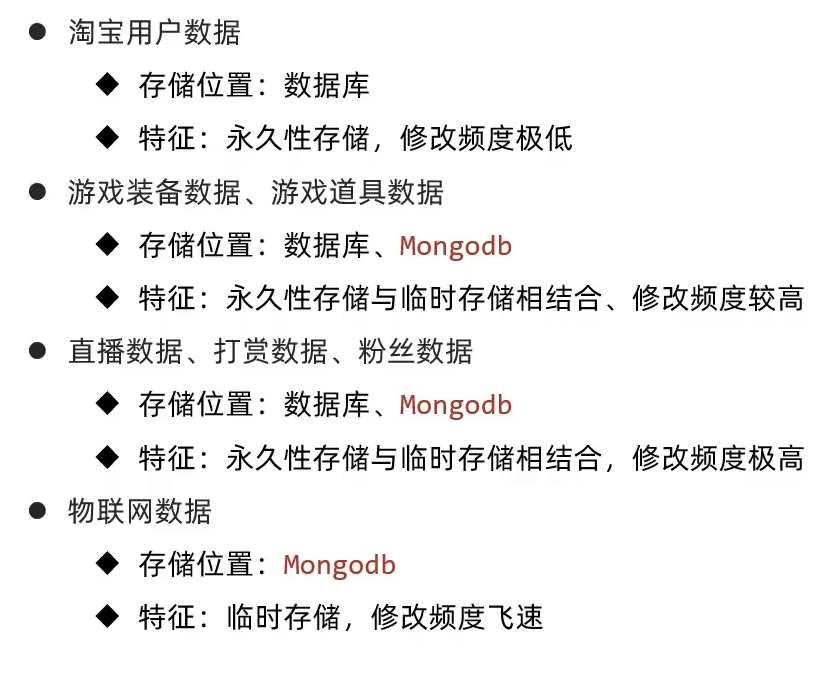 ● 淘宝用户数据
◆ 存储位置：数据库
◆ 特征：永久性存储，修改频度极低
● 游戏装备数据、游戏道具数据
◆ 存储位置：数据库、Mongodb
◆ 特征：永久性存储与临时存储相结合、修改频度较高
● 直播数据、打赏数据、粉丝数据
◆ 存储位置：数据库、Mongodb
◆ 特征：永久性存储与临时存储相结合，修改频度极高
● 物联网数据
◆ 存储位置：Mongodb
◆ 特征：临时存储，修改频度飞速